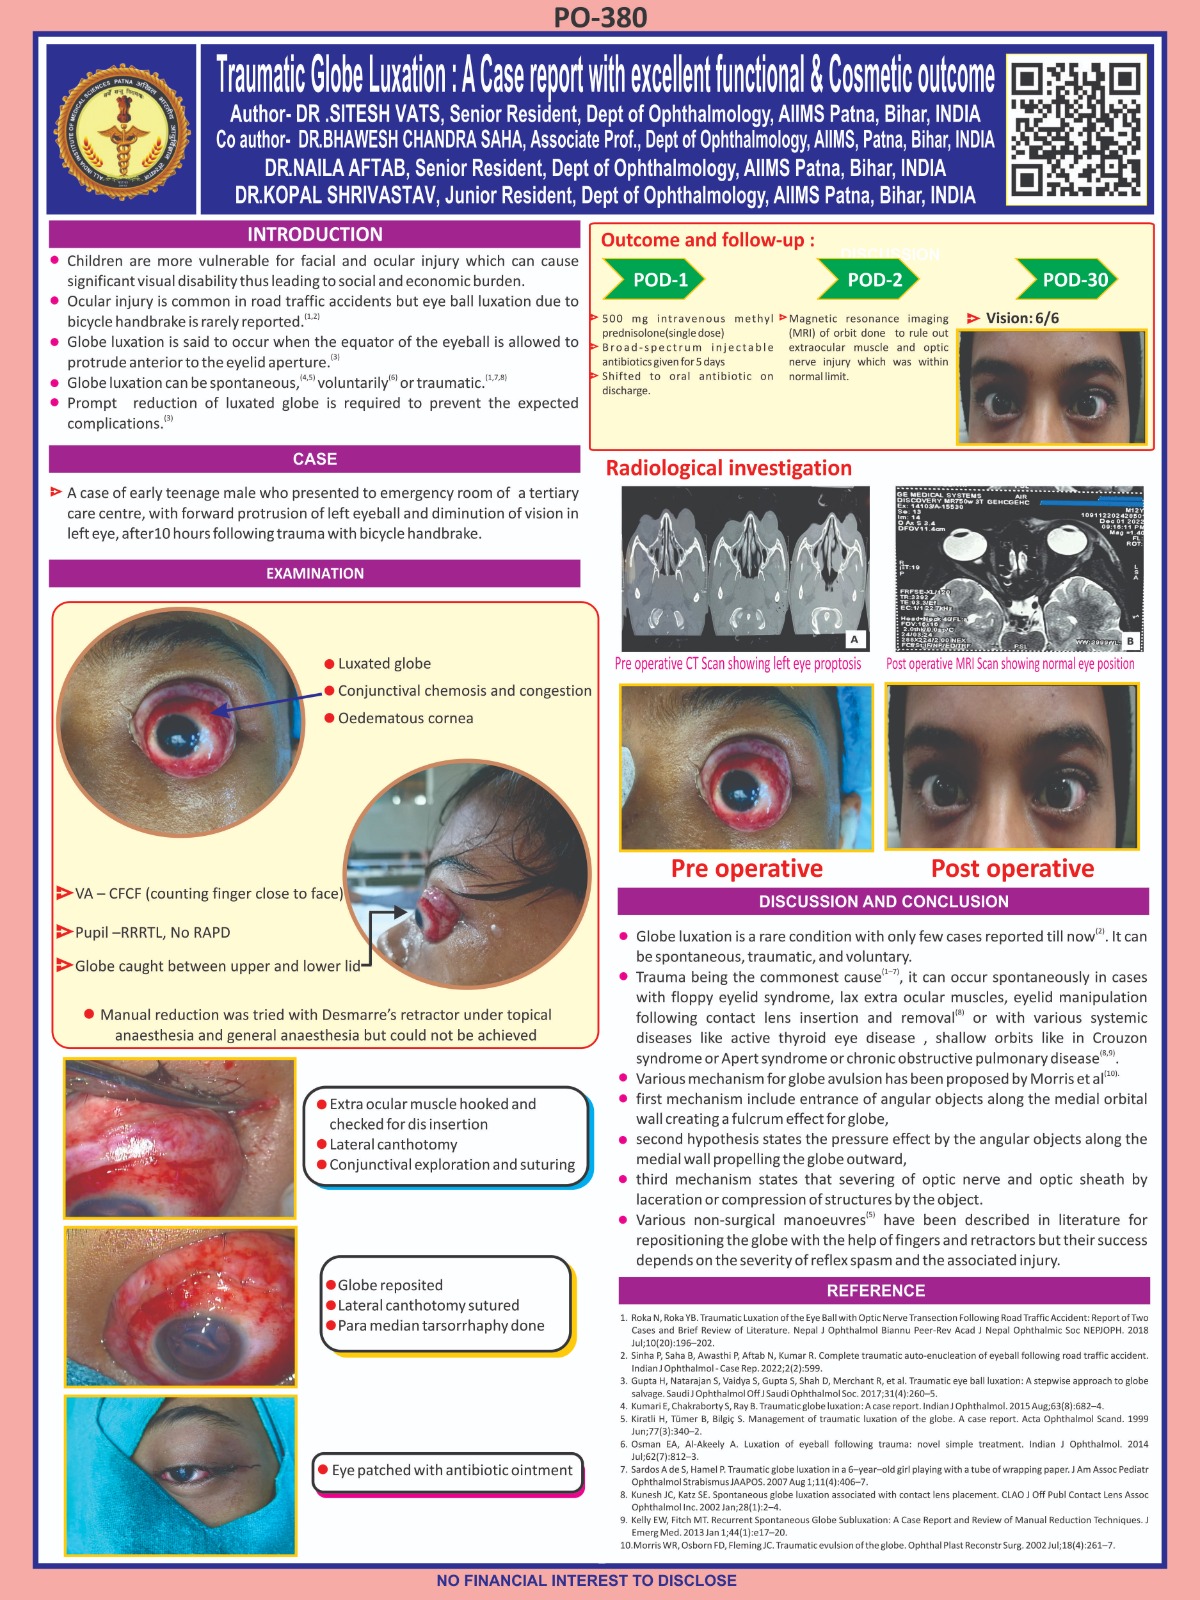 PO-380
Traumatic Globe Luxation : A Case report with excellent functional & Cosmetic outcome
Author- DR .SITESH VATS, Senior Resident, Dept of Ophthalmology, AIIMS Patna, Bihar, INDIA
Co author- DR.BHAWESH CHANDRA SAHA, Associate Prof., Dept of Ophthalmology, AIIMS, Patna, Bihar, INDIA
DR.NAILA AFTAB, Senior Resident, Dept of Ophthalmology, AIIMS Patna, Bihar, INDIA
DR.KOPAL SHRIVASTAV, Junior Resident, Dept of Ophthalmology, AIIMS Patna, Bihar, INDIA
ALL INDIA INSTITUTE OF MEDICAL SCIENCES PATNA
INTRODUCTION
Children are more vulnerable for facial and ocular injury which can cause
significant visual disability thus leading to social and economic burden.
Ocular injury is common in road traffic accidents but eye ball luxation due to
bicycle handbrake is rarely reported.(1,2)
Globe luxation is said to occur when the equator of the eyeball is allowed to
protrude anterior to the eyelid aperture.(3)
Globe luxation can be spontaneous,(4,5) voluntarily(6) or traumatic.(1,7,8)
Prompt reduction of luxated globe is required to prevent the expected
complications.(3)
CASE
A case of early teenage male who presented to emergency room of a tertiary
care centre, with forward protrusion of left eyeball and diminution of vision in
left eye, after10 hours following trauma with bicycle handbrake.
EXAMINATION
Luxated globe
Conjunctival chemosis and congestion
Oedematous cornea
VA – CFCF (counting finger close to face)
Pupil –RRRTL, No RAPD
Globe caught between upper and lower lid
Manual reduction was tried with Desmarre's retractor under topical
anaesthesia and general anaesthesia but could not be achieved
Extra ocular muscle hooked and
checked for dis insertion
Lateral canthotomy
Conjunctival exploration and suturing
Globe reposited
Lateral canthotomy sutured
Para median tarsorrhaphy done
Eye patched with antibiotic ointment
Outcome and follow-up :
DISCUSSION
POD-1
500 mg intravenous methyl
prednisolone(single dose)
Broad-spectrum injectable
antibiotics given for 5 days
Shifted to oral antibiotic on
discharge.
POD-2
Magnetic resonance imaging
(MRI) of orbit done to rule out
extraocular muscle and optic
nerve injury which was within
normal limit.
POD-30
Vision: 6/6
Radiological investigation
A
GE MEDICAL SYSTEMS AIR
DISCOVERY MR750w 3T GEHCGEHC
Ex: 14103/A-15530
Se: 13
Im: 14
O Ax S 3.4
DFOV11.4cm
M12Y
Dec 01 2022
Mag =1.40
FL
ROT:
B
Pre operative CT Scan showing left eye proptosis
Post operative MRI Scan showing normal eye position
Pre operative
Post operative
DISCUSSION AND CONCLUSION
Globe luxation is a rare condition with only few cases reported till now(2). It can
be spontaneous, traumatic, and voluntary.
Trauma being the commonest cause(1–7), it can occur spontaneously in cases
with floppy eyelid syndrome, lax extra ocular muscles, eyelid manipulation
following contact lens insertion and removal(8) or with various systemic
diseases like active thyroid eye disease , shallow orbits like in Crouzon
syndrome or Apert syndrome or chronic obstructive pulmonary disease(8,9).
Various mechanism for globe avulsion has been proposed by Morris et al(10).
first mechanism include entrance of angular objects along the medial orbital
wall creating a fulcrum effect for globe,
second hypothesis states the pressure effect by the angular objects along the
medial wall propelling the globe outward,
third mechanism states that severing of optic nerve and optic sheath by
laceration or compression of structures by the object.
Various non-surgical manoeuvres(5) have been described in literature for
repositioning the globe with the help of fingers and retractors but their success
depends on the severity of reflex spasm and the associated injury.
REFERENCE
1. Roka N, Roka YB. Traumatic Luxation of the Eye Ball with Optic Nerve Transection Following Road Traffic Accident: Report of Two
Cases and Brief Review of Literature. Nepal J Ophthalmol Biannu Peer-Rev Acad J Nepal Ophthalmic Soc NEPJOPH. 2018
Jul;10(20):196–202.
2. Sinha P, Saha B, Awasthi P, Aftab N, Kumar R. Complete traumatic auto-enucleation of eyeball following road traffic accident.
Indian J Ophthalmol - Case Rep. 2022;2(2):599.
3. Gupta H, Natarajan S, Vaidya S, Gupta S, Shah D, Merchant R, et al. Traumatic eye ball luxation: A stepwise approach to globe
salvage. Saudi J Ophthalmol Off J Saudi Ophthalmol Soc. 2017;31(4):260–5.
4. Kumari E, Chakraborty S, Ray B. Traumatic globe luxation: A case report. Indian J Ophthalmol. 2015 Aug;63(8):682–4.
5. Kiratli H, Tümer B, Bilgiç S. Management of traumatic luxation of the globe. A case report. Acta Ophthalmol Scand. 1999
Jun;77(3):340–2.
6. Osman EA, Al-Akeely A. Luxation of eyeball following trauma: novel simple treatment. Indian J Ophthalmol. 2014
Jul;62(7):812–3.
7. Sardos A de S, Hamel P. Traumatic globe luxation in a 6–year–old girl playing with a tube of wrapping paper. J Am Assoc Pediatr
Ophthalmol Strabismus JAAPOS. 2007 Aug 1;11(4):406–7.
8. Kunesh JC, Katz SE. Spontaneous globe luxation associated with contact lens placement. CLAO J Off Publ Contact Lens Assoc
Ophthalmol Inc. 2002 Jan;28(1):2–4.
9. Kelly EW, Fitch MT. Recurrent Spontaneous Globe Subluxation: A Case Report and Review of Manual Reduction Techniques. J
Emerg Med. 2013 Jan 1;44(1):e17–20.
10.Morris WR, Osborn FD, Fleming JC. Traumatic evulsion of the globe. Ophthal Plast Reconstr Surg. 2002 Jul;18(4):261–7.
NO FINANCIAL INTEREST TO DISCLOSE